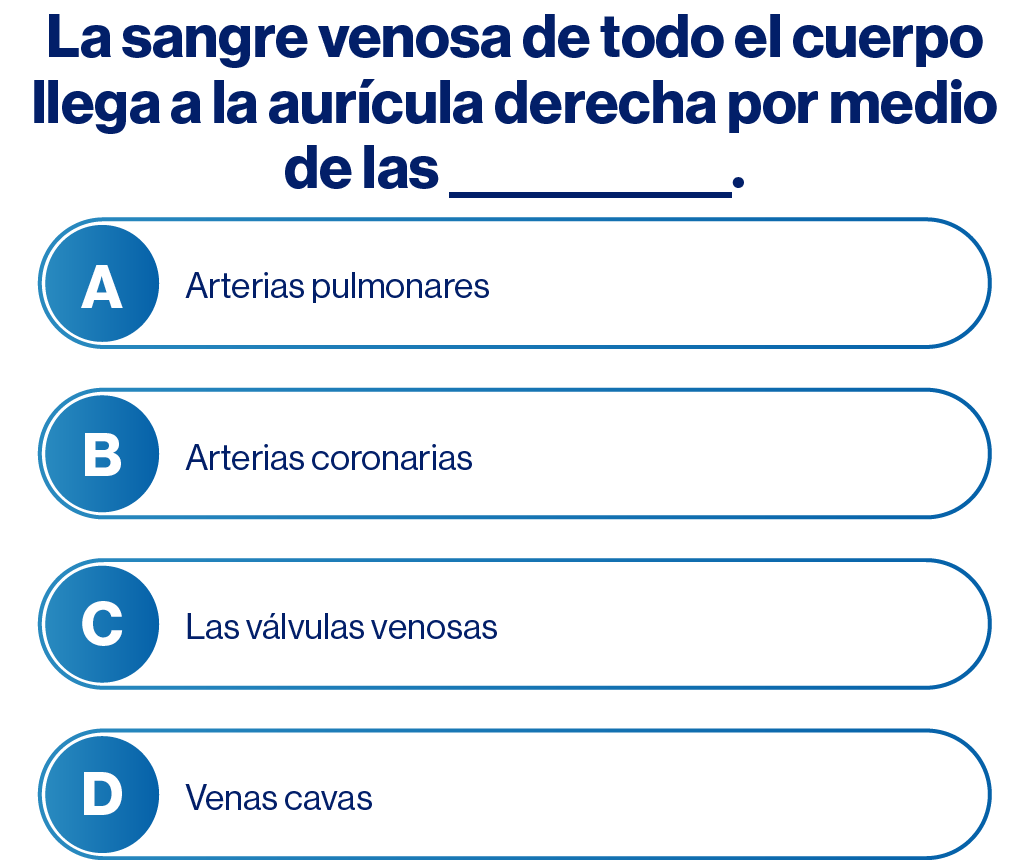 La sangre venosa de todo el cuerpo
llega a la aurícula derecha por medio
de las __________.
A
Arterias pulmonares
B
Arterias coronarias
C
Las válvulas venosas
D
Venas cavas